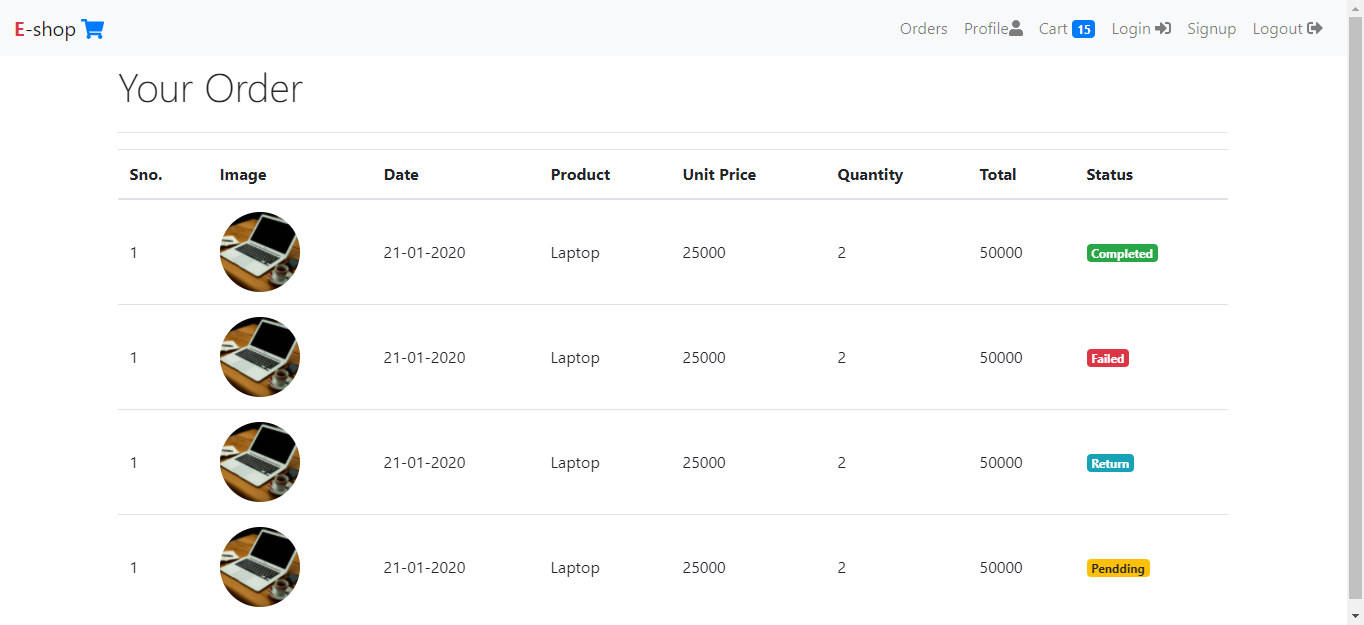 E-shop Orders Profile Cart 15 Login Signup Logout
Your Order
Sno. Image Date Product Unit Price Quantity Total Status
1 21-01-2020 Laptop 25000 2 50000 Completed
1 21-01-2020 Laptop 25000 2 50000 Failed
1 21-01-2020 Laptop 25000 2 50000 Return
1 21-01-2020 Laptop 25000 2 50000 Pendding